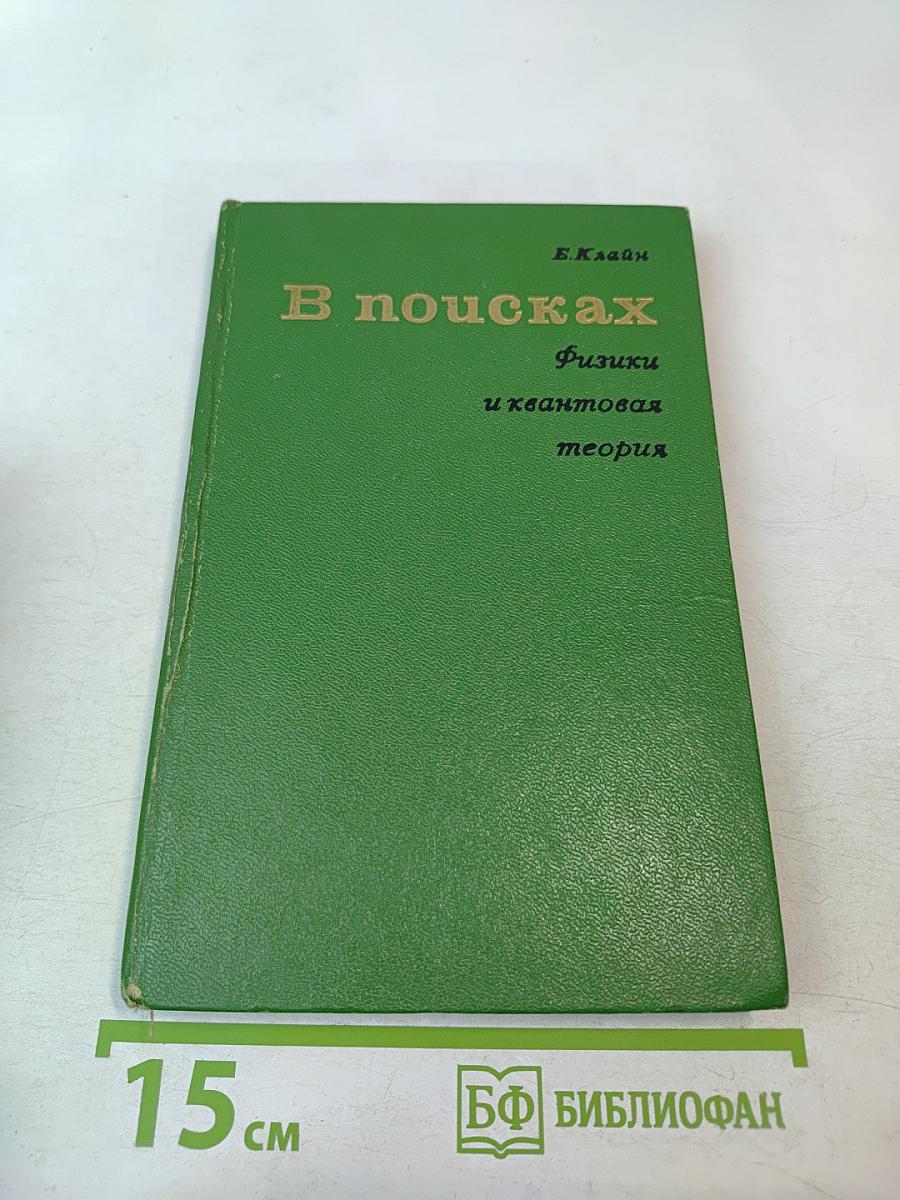 Б. Клайн
В поисках
Физики
и квантовая
теория
15 см
БФ БИБЛИОФАН